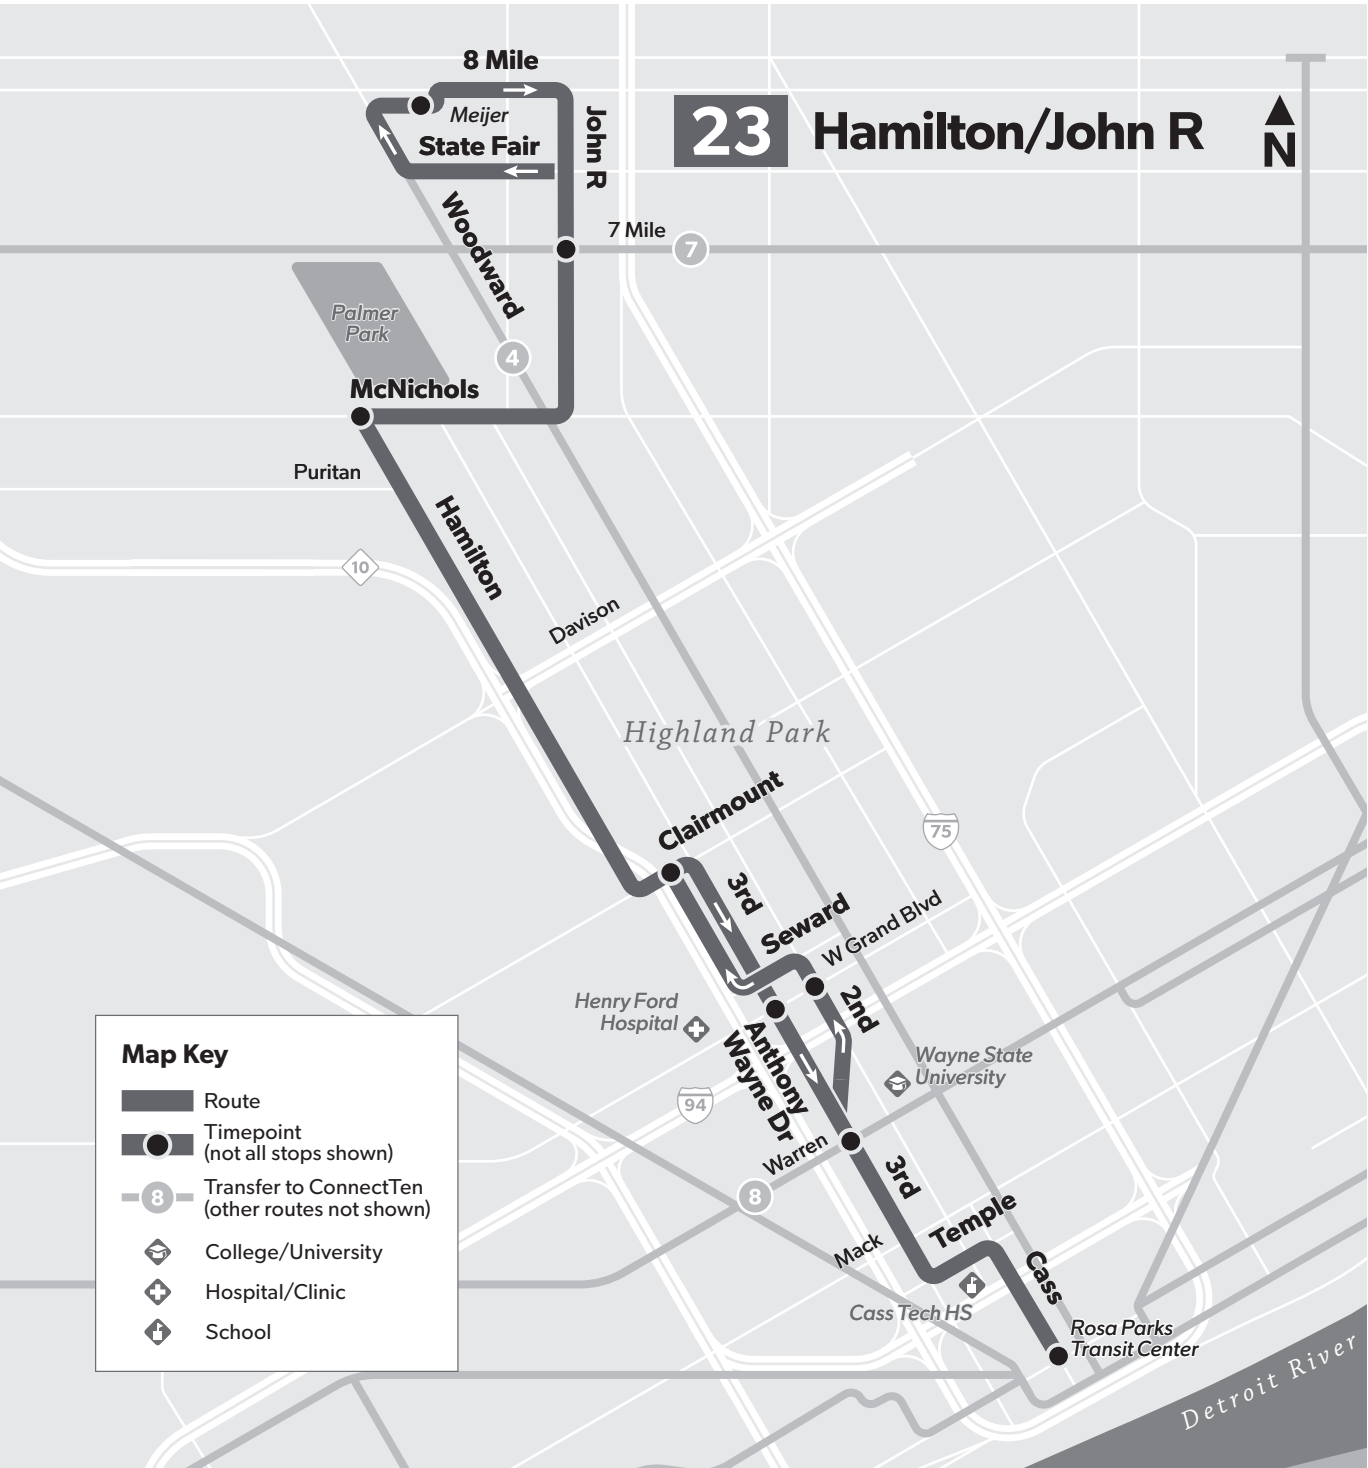 8 Mile
Meijer
State Fair
John R
23 Hamilton/John R
N
Woodward
7 Mile
7
Palmer
Park
4
McNichols
Puritan
Hamilton
10
Davison
Highland Park
Clairmount
75
3rd
Seward
W Grand Blvd
Henry Ford
Hospital
2nd
Anthony
Wayne Dr
Wayne State
University
94
Warren
8
3rd
Temple
Mack
Cass
Cass Tech HS
Rosa Parks
Transit Center
Detroit River
Map Key
Route
Timepoint
(not all stops shown)
8
Transfer to ConnectTen
(other routes not shown)
College/University
Hospital/Clinic
School